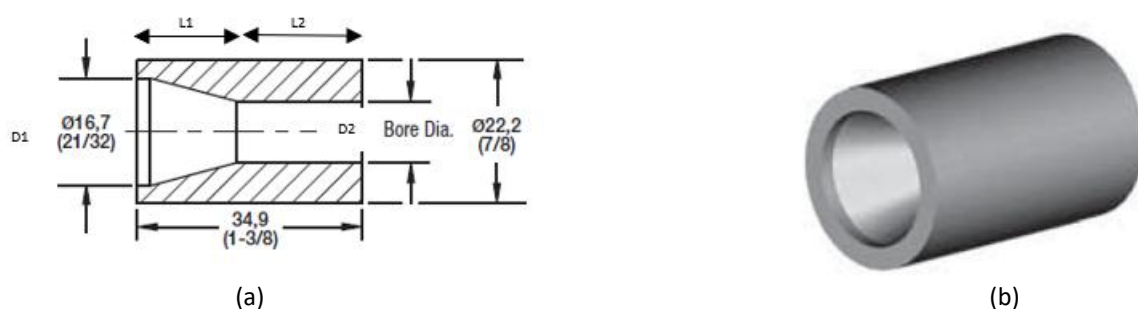 L1
L2
D1
Ø16,7
(21/32)
D2
Bore Dia.
Ø22,2
(7/8)
34,9
(1-3/8)
(a)
(b)